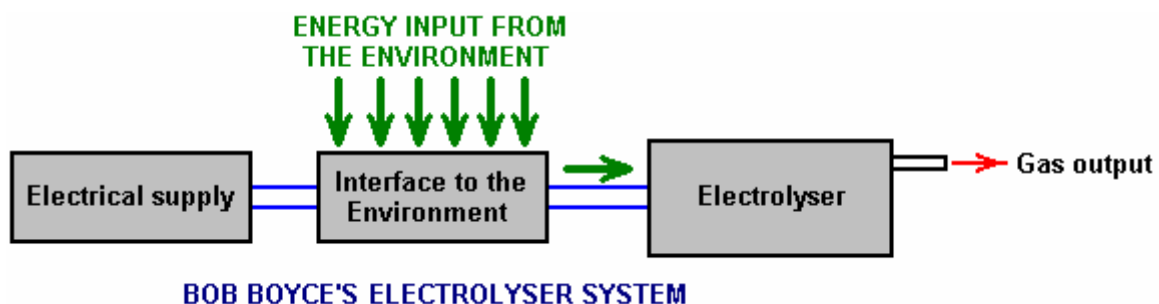 ENERGY INPUT FROM
THE ENVIRONMENT
Electrical supply
Interface to the
Environment
Electrolyser
Gas output
BOB BOYCE'S ELECTROLYSER SYSTEM